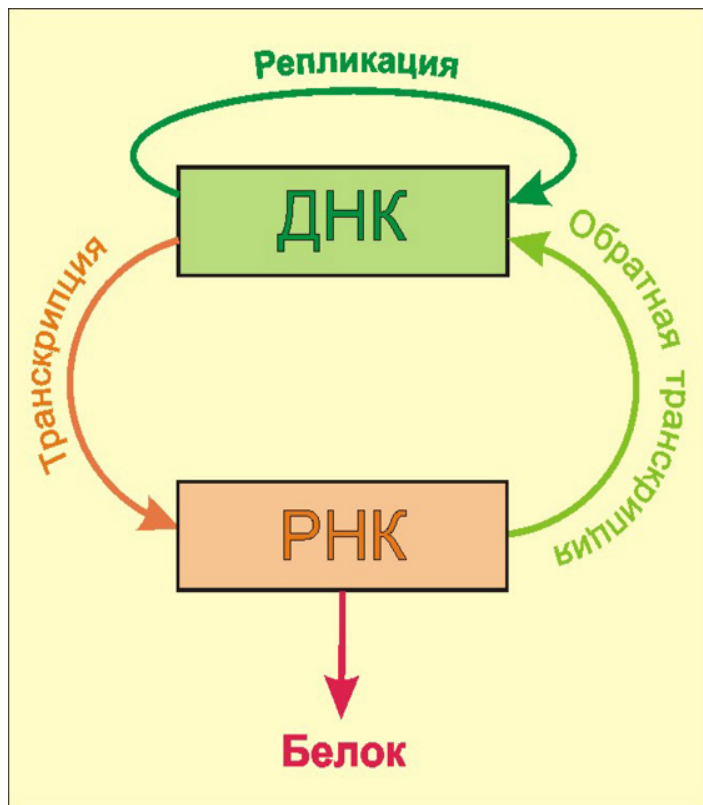 Репликация
ДНК
Транскрипция
Обратная транскрипция
РНК
Белок